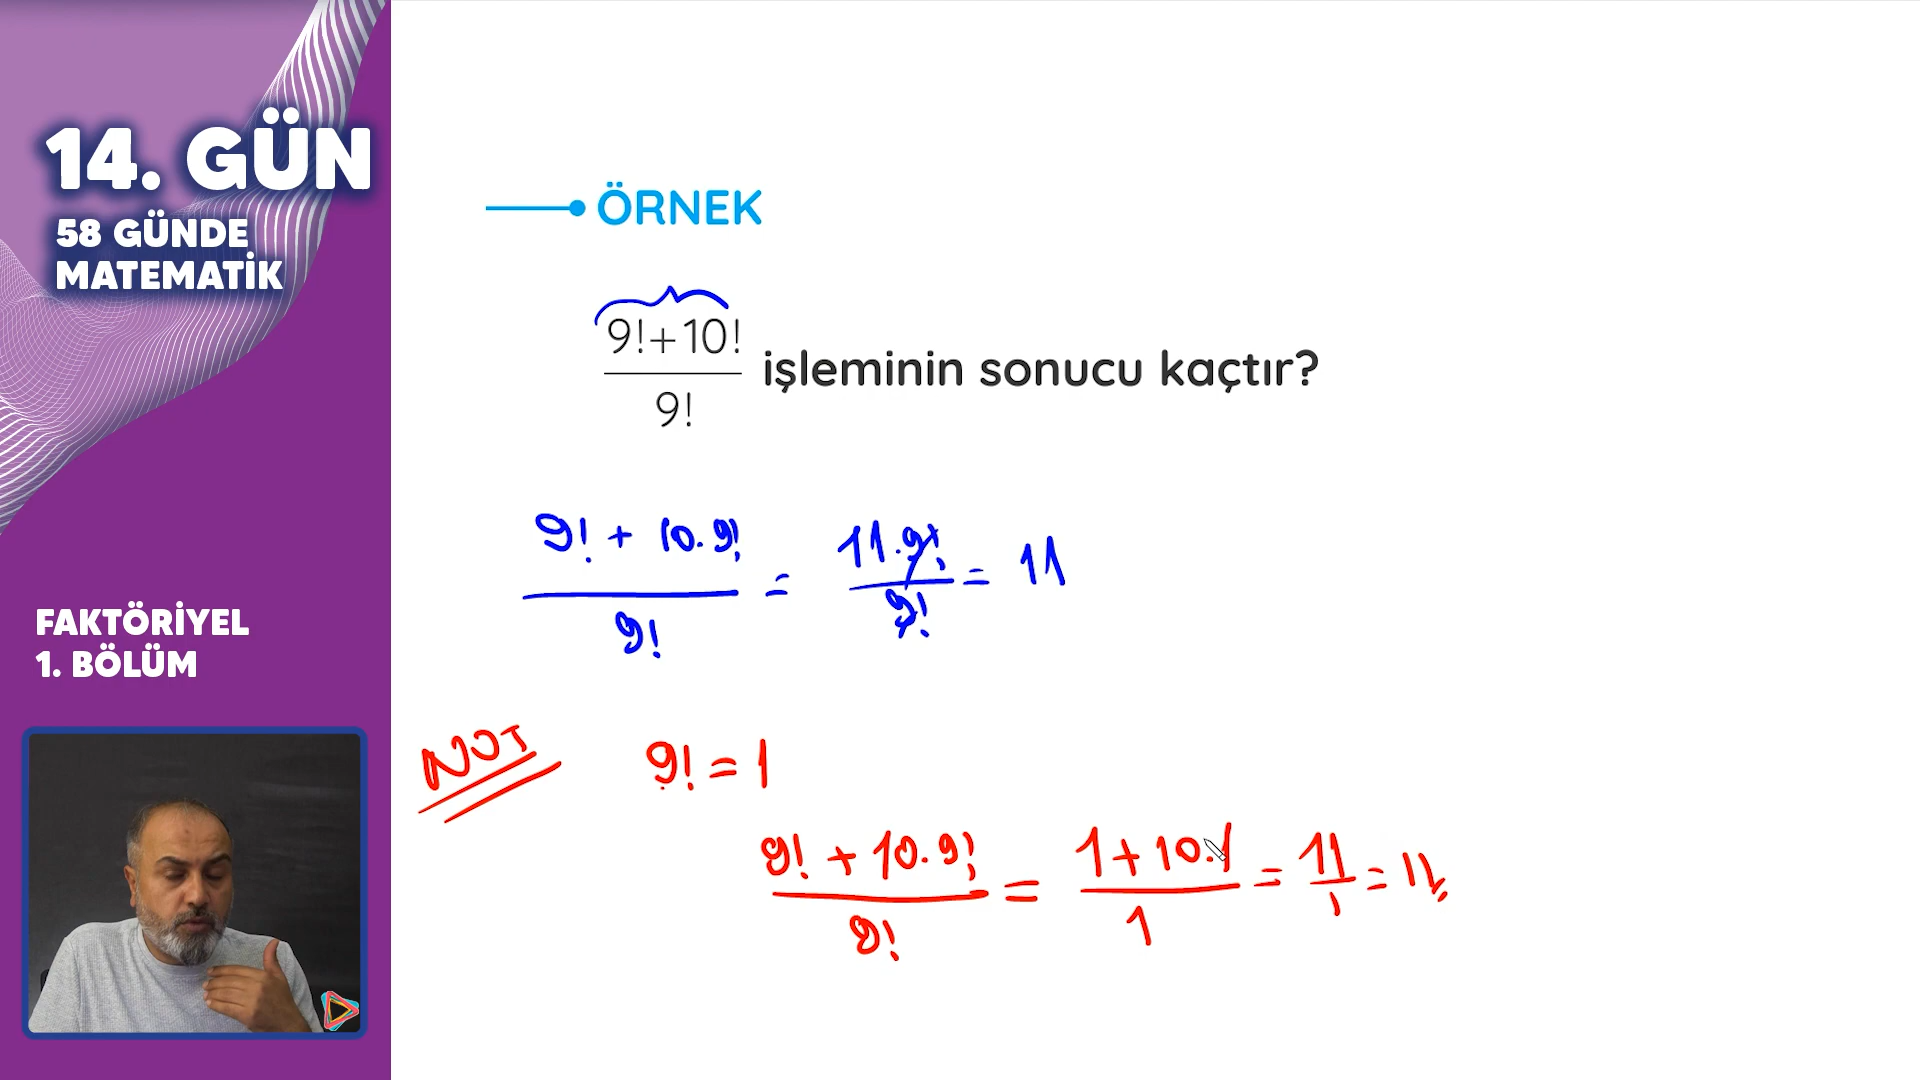 14. GÜN
58 GÜNDE
MATEMATİK
ÖRNEK
9!+10!
9!
işleminin sonucu kaçtır?
9! + 10.9! = 11.9! = 11
9! 9!
FAKTÖRİYEL
1. BÖLÜM
NOT
9! = 1
9! + 10.9! = 1 + 10.1 = 11 = 11
9! 1 1